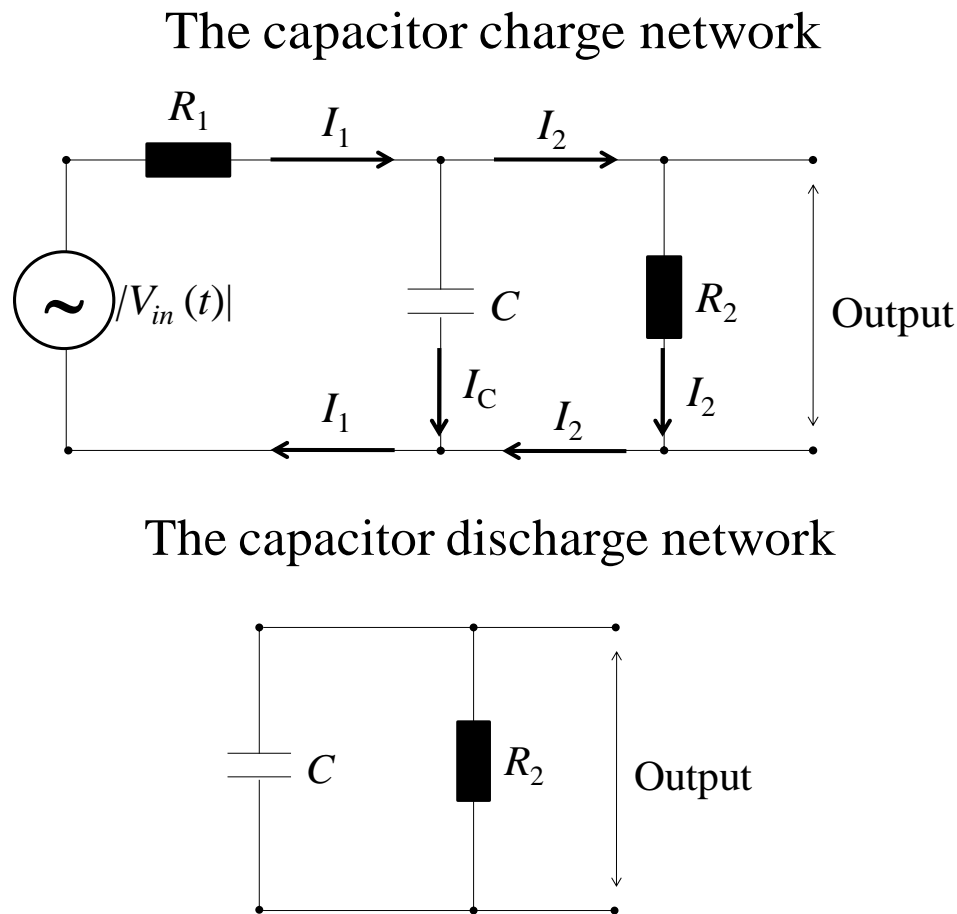 The capacitor charge network
R1
I1
I2
~
|Vin (t)|
C
R2
Output
IC
I2
I1
I2
The capacitor discharge network
C
R2
Output